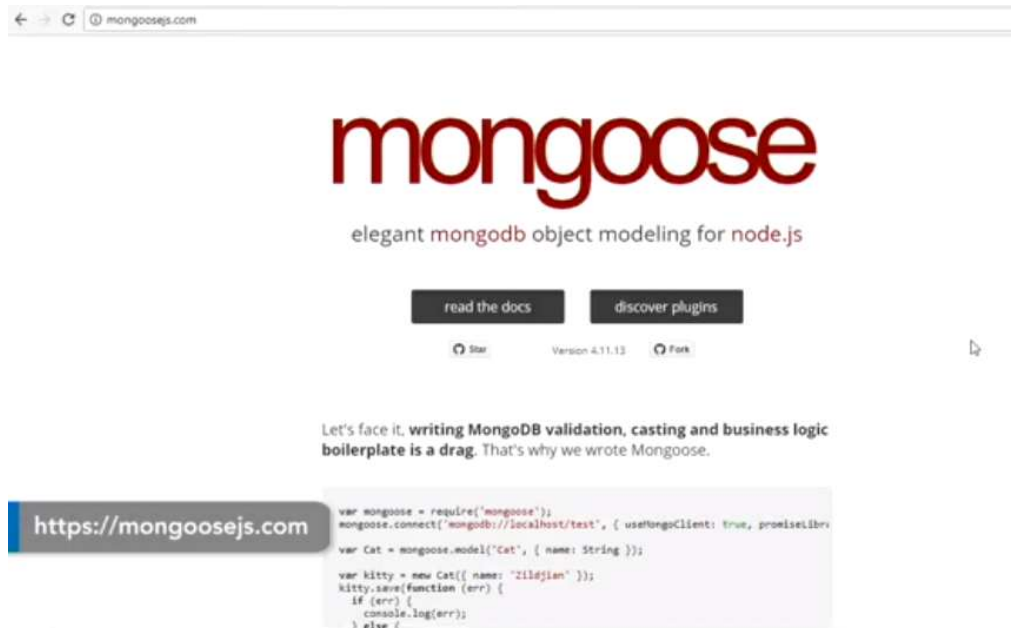 mongoosejs.com
mongoose
elegant mongodb object modeling for node.js
read the docs
discover plugins
Star
Version 4.11.13
Fork
Let's face it, writing MongoDB validation, casting and business logic
boilerplate is a drag. That's why we wrote Mongoose.
https://mongoosejs.com
var mongoose = require('mongoose');
mongoose.connect('mongodb://localhost/test', { useMongoClient: true, promiseLibr
var Cat = mongoose.model('Cat', { name: String });
var kitty = new Cat({ name: 'Zildjian' });
kitty.save(function (err) {
if (err) {
console.log(err);
} else {